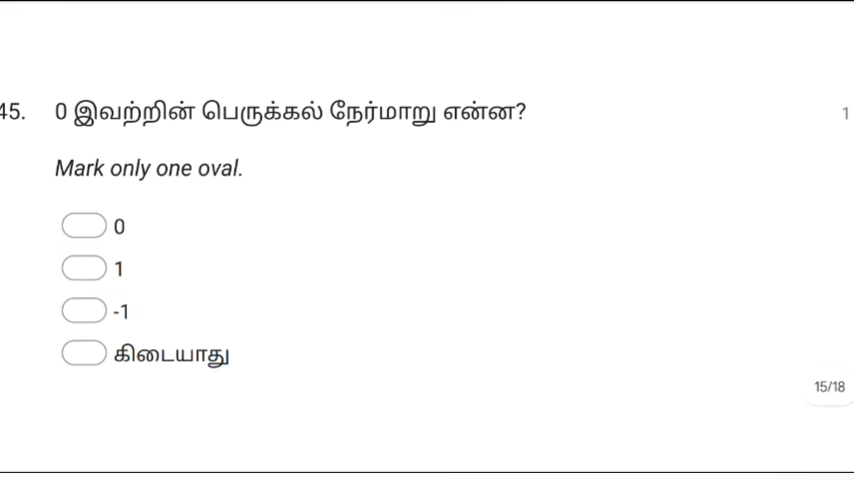 45. 0 இவற்றின் பெருக்கல் நேர்மாறு என்ன? 1
Mark only one oval.
0
1
-1
கிடையாது
15/18